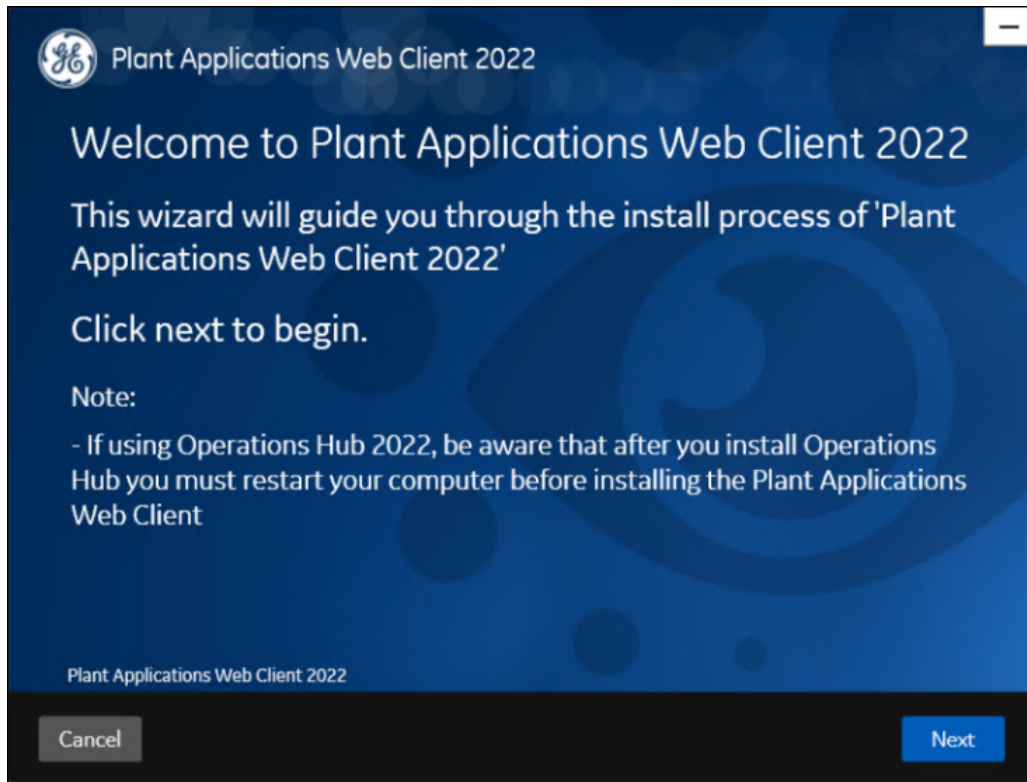 Plant Applications Web Client 2022
Welcome to Plant Applications Web Client 2022
This wizard will guide you through the install process of 'Plant
Applications Web Client 2022'
Click next to begin.
Note:
- If using Operations Hub 2022, be aware that after you install Operations
Hub you must restart your computer before installing the Plant Applications
Web Client
Plant Applications Web Client 2022
Cancel
Next